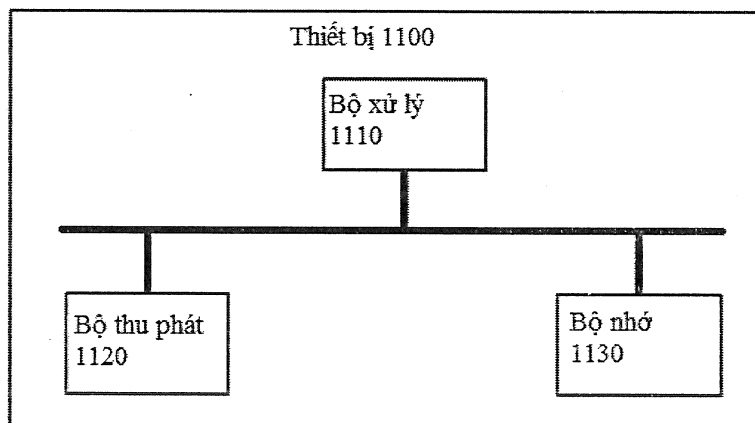 Thiết bị 1100
Bộ xử lý
1110
Bộ thu phát
1120
Bộ nhớ
1130